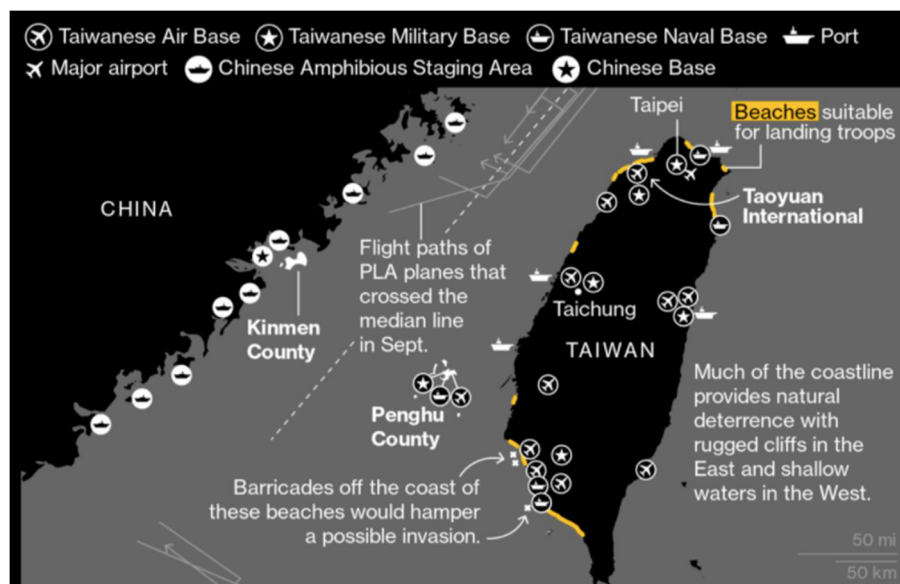 Taiwanese Air Base Taiwanese Military Base Taiwanese Naval Base Port
Major airport Chinese Amphibious Staging Area Chinese Base
Taipei
Beaches suitable
for landing troops
CHINA
Taoyuan
International
Flight paths of
PLA planes that
crossed the
median line
in Sept.
Kinmen
County
Taichung
TAIWAN
Penghu
County
Much of the coastline
provides natural
deterrence with
rugged cliffs in the
East and shallow
waters in the West.
Barricades off the coast of
these beaches would hamper
a possible invasion.
50 mi
50 km